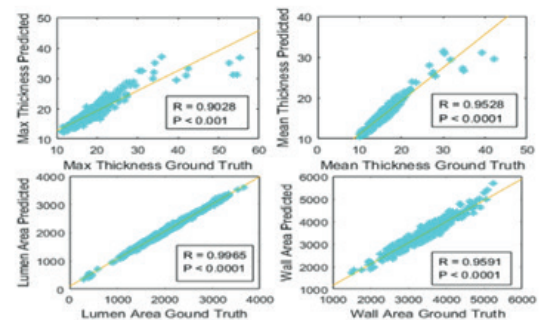 50
40
30
20
10
10 20 30 40 50 60
Max Thickness Predicted
Max Thickness Ground Truth
R = 0.9028
P < 0.001
40
30
20
10
0 10 20 30 40 50
Mean Thickness Predicted
Mean Thickness Ground Truth
R = 0.9528
P < 0.0001
4000
3000
2000
1000
0
0 1000 2000 3000 4000
Lumen Area Predicted
Lumen Area Gound Truth
R = 0.9965
P < 0.0001
6000
5000
4000
3000
2000
1000
1000 2000 3000 4000 5000 6000
Wall Area Predicted
Wall Area Ground Truth
R = 0.9591
P < 0.0001